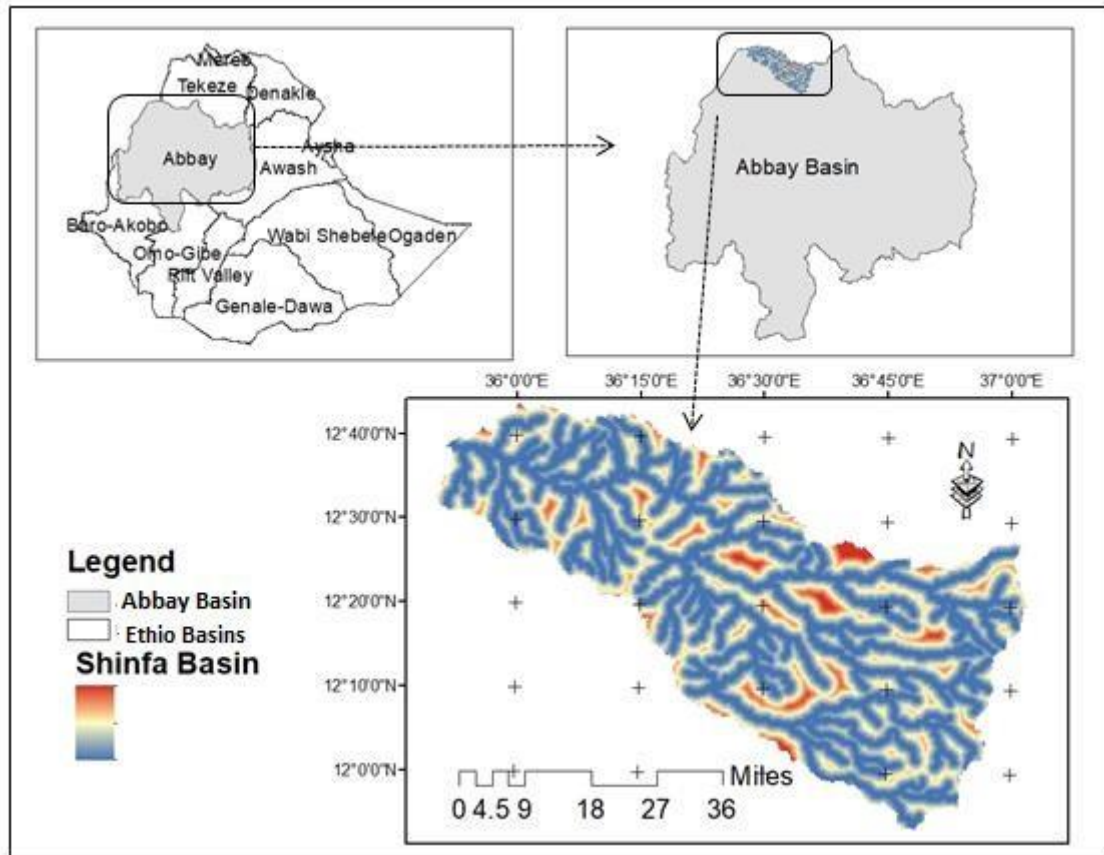 Mereb
Tekeze
Denakle
Aysha
Abbay
Awash
Baro-Akobo
Wabi Shebele
Ogaden
Omo-Gibe
Rift Valley
Genale-Dawa
Abbay Basin
36°0'0"E 36°15'0"E 36°30'0"E 36°45'0"E 37°0'0"E
12°40'0"N
N
12°30'0"N
12°20'0"N
12°10'0"N
12°0'0"N
Legend
Abbay Basin
Ethio Basins
Shinfa Basin
Miles
0 4.5 9 18 27 36